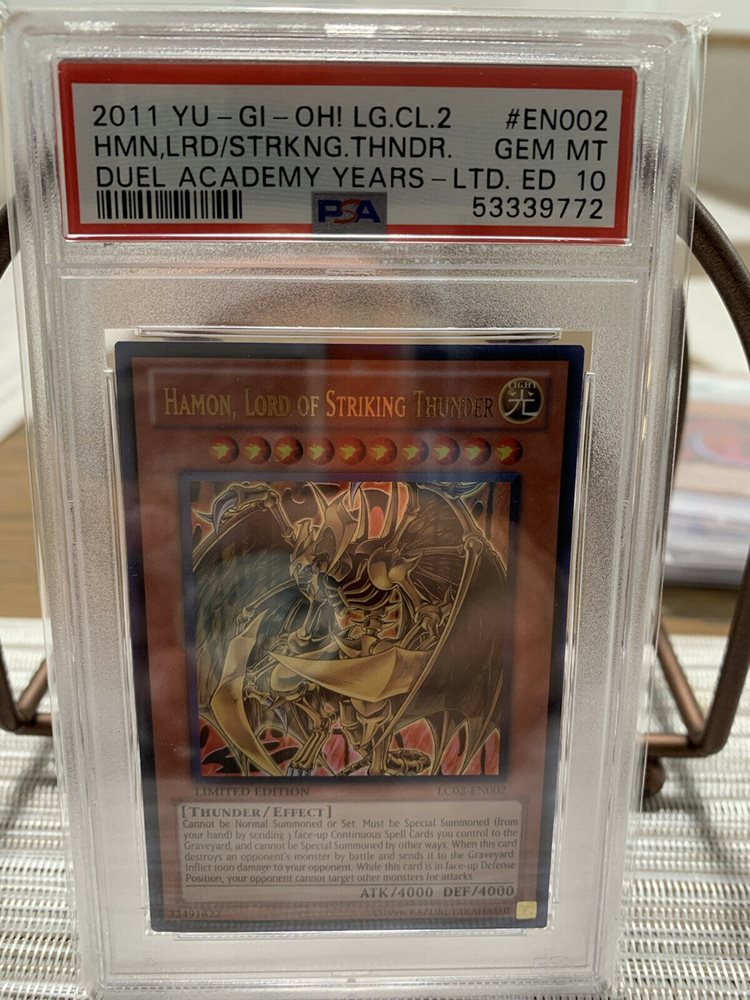 2011 YU-GI-OH! LG.CL.2 #EN002
HMN,LRD/STRKNG.THNDR. GEM MT
DUEL ACADEMY YEARS-LTD. ED 10
PSA 53339772
HAMON, LORD OF STRIKING THUNDER
LIGHT
光
LIMITED EDITION LC02-EN002
[THUNDER/EFFECT]
Cannot be Normal Summoned or Set. Must be Special Summoned (from
your hand) by sending 3 face-up Continuous Spell Cards you control to the
Graveyard, and cannot be Special Summoned by other ways. When this card
destroys an opponent's monster by battle and sends it to the Graveyard:
Inflict 1000 damage to your opponent. While this card is in face-up Defense
Position, your opponent cannot target other monsters for attacks.
ATK/4000 DEF/4000
32491822 ©1996 KAZUKI TAKAHASHI